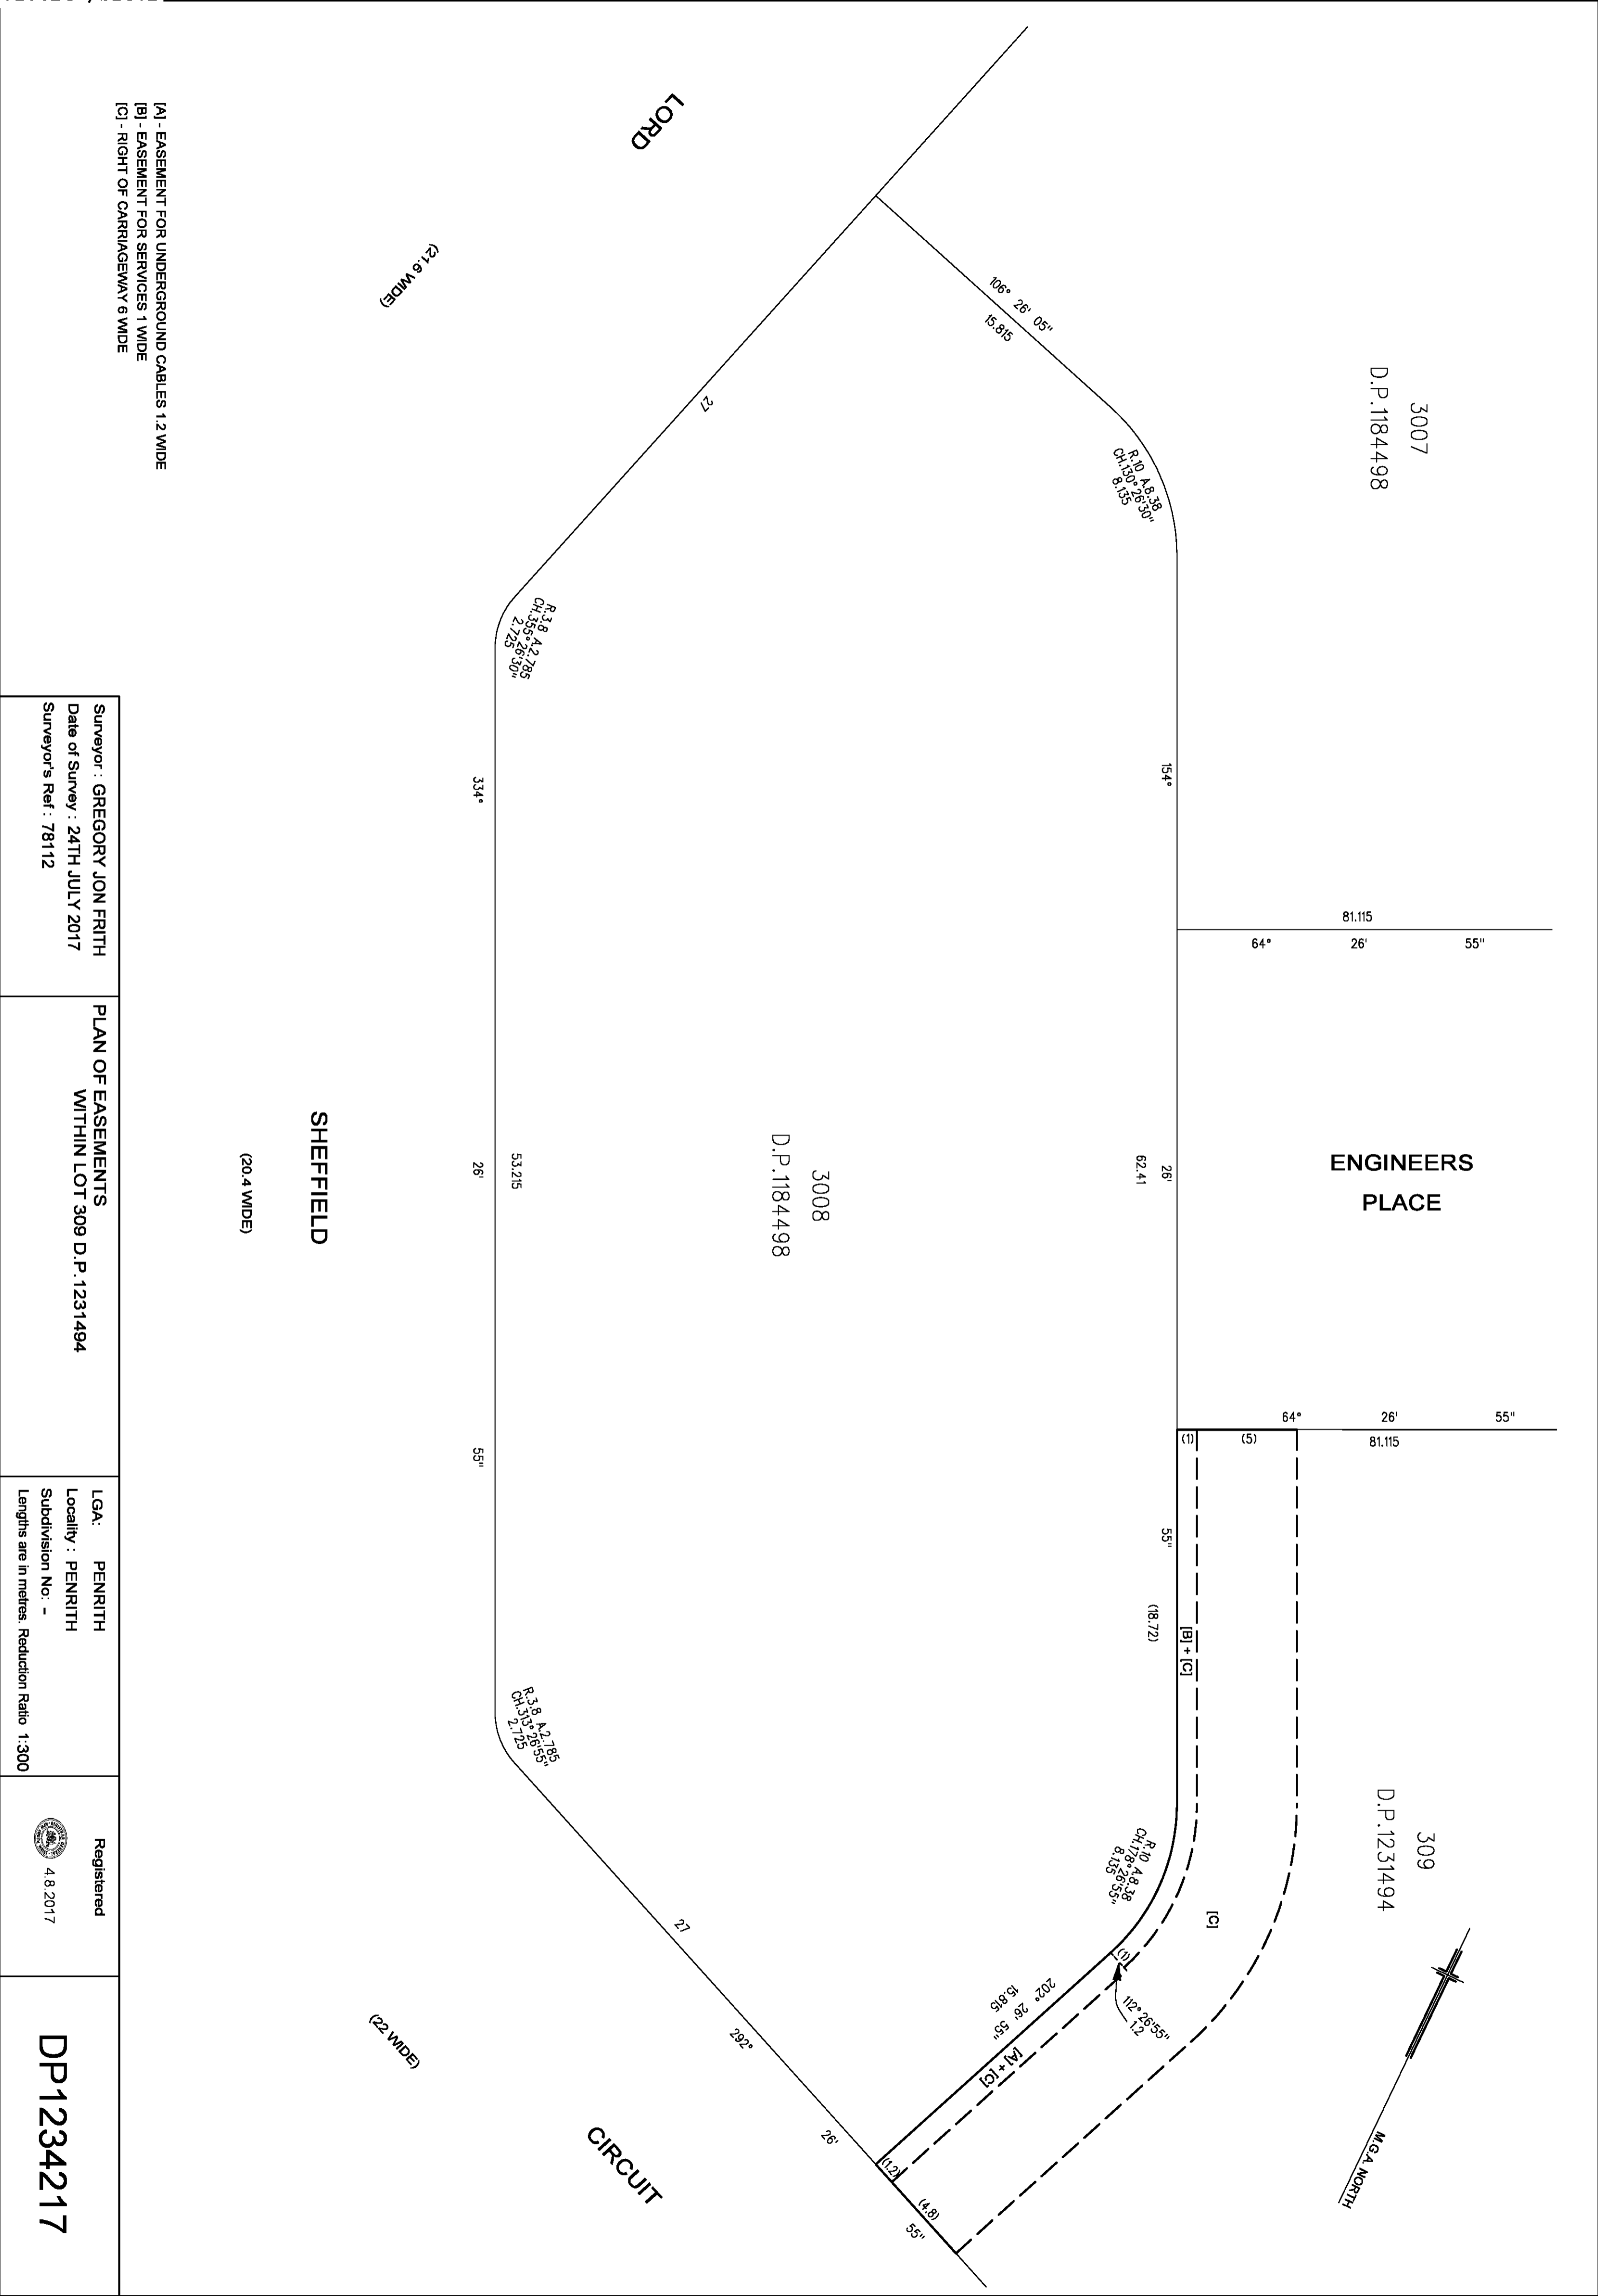 LORD
(21.6 WIDE)
[A] - EASEMENT FOR UNDERGROUND CABLES 1.2 WIDE
[B] - EASEMENT FOR SERVICES 1 WIDE
[C] - RIGHT OF CARRIAGEWAY 6 WIDE
3007
D.P.1184498
106° 26' 05"
15.815
27
R.10 A.8.38
CH.130°26'30"
8.135
R.3.8 A.2.785
CH.355°26'30"
2.725
154°
26'
55"
62.41
(18.72)
334°
26'
55"
53.215
81.115
64° 26' 55"
ENGINEERS
PLACE
64° 26' 55"
81.115
(1)
(5)
3008
D.P.1184498
SHEFFIELD
(20.4 WIDE)
[B] + [C]
R.3.8 A.2.785
CH.313°26'55"
2.725
R.10 A.8.38
CH.178°26'55"
8.135
309
D.P.1231494
[C]
(1)
112°26'55"
1.2
202° 26' 55"
15.815
[A] + [C]
27
292°
26'
55"
(1.2)
(4.8)
(22 WIDE)
CIRCUIT
M.G.A. NORTH
Surveyor : GREGORY JON FRITH
Date of Survey : 24TH JULY 2017
Surveyor's Ref : 78112
PLAN OF EASEMENTS
WITHIN LOT 309 D.P.1231494
LGA: PENRITH
Locality : PENRITH
Subdivision No: -
Lengths are in metres. Reduction Ratio 1:300
Registered
4.8.2017
DP1234217